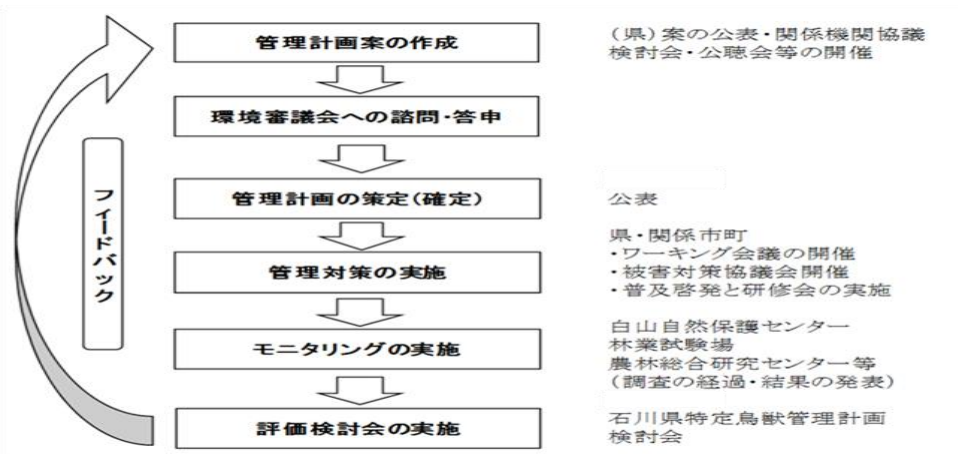 管理計画案の作成
(県)案の公表・関係機関協議
検討会・公聴会等の開催
環境審議会への諮問・答申
管理計画の策定(確定)
公表
管理対策の実施
県・関係市町
・ワーキング会議の開催
・被害対策協議会開催
・普及啓発と研修会の実施
モニタリングの実施
白山自然保護センター
林業試験場
農林総合研究センター等
(調査の経過・結果の発表)
評価検討会の実施
石川県特定鳥獣管理計画
検討会
フィードバック